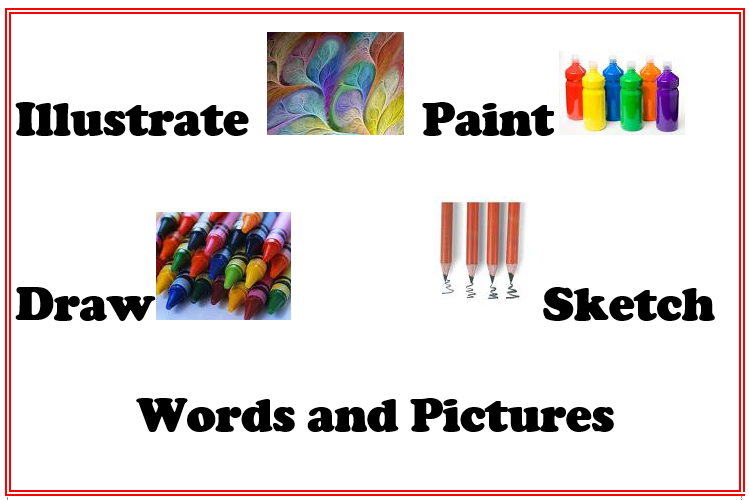 Illustrate Paint
Draw Sketch
Words and Pictures